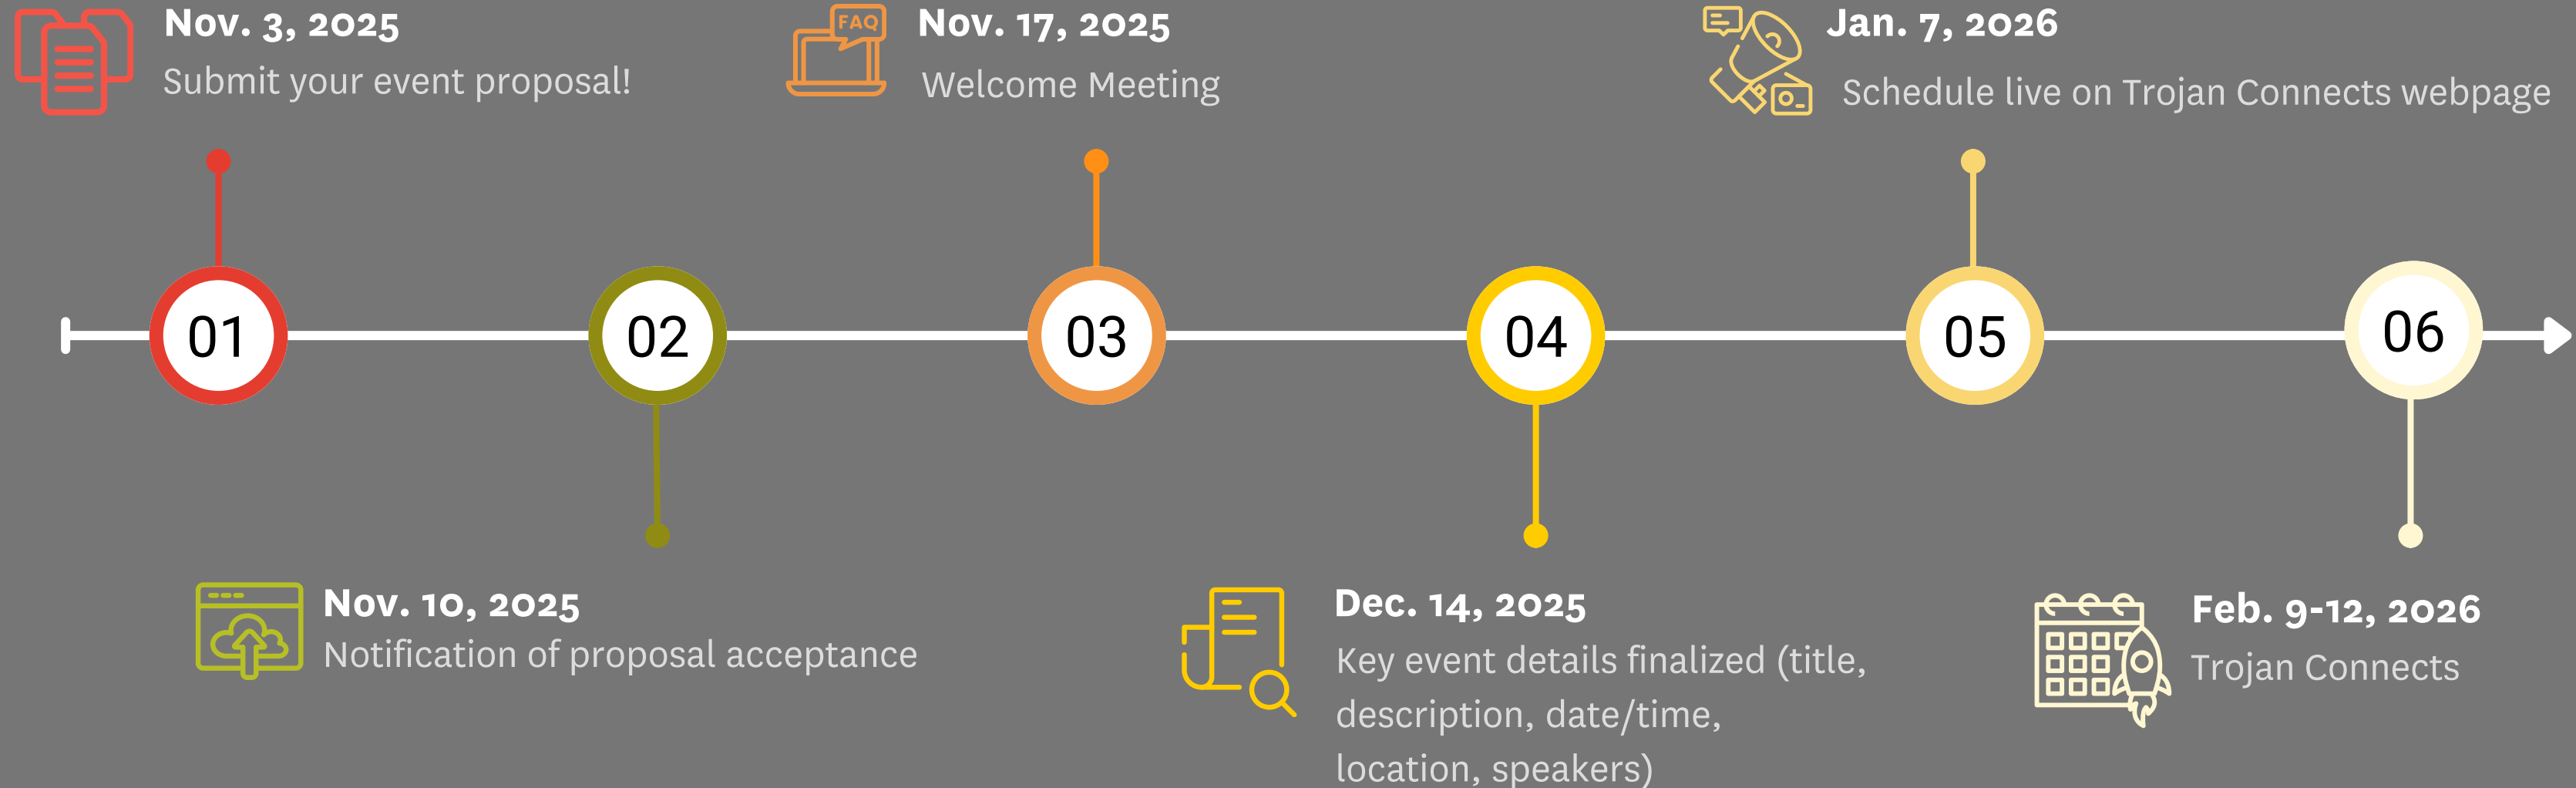 Nov. 3, 2025
Submit your event proposal!
FAQ
Nov. 17, 2025
Welcome Meeting
Jan. 7, 2026
Schedule live on Trojan Connects webpage
01
02
03
04
05
06
Nov. 10, 2025
Notification of proposal acceptance
Dec. 14, 2025
Key event details finalized (title,
description, date/time,
location, speakers)
Feb. 9-12, 2026
Trojan Connects